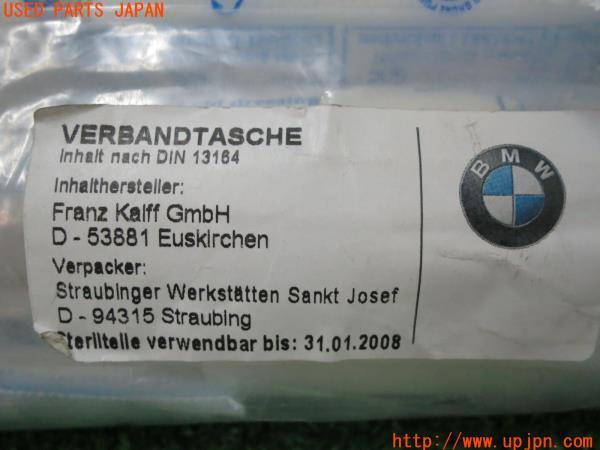 USED PARTS JAPAN
VERBANDTASCHE
Inhalt nach DIN 13164
Inhalthersteller:
Franz Kalff GmbH
D - 53881 Euskirchen
Verpacker:
Straubinger Werkstätten Sankt Josef
D - 94315 Straubing
Sterilteile verwendbar bis: 31.01.2008
BMW
http://www.upjpn.com/